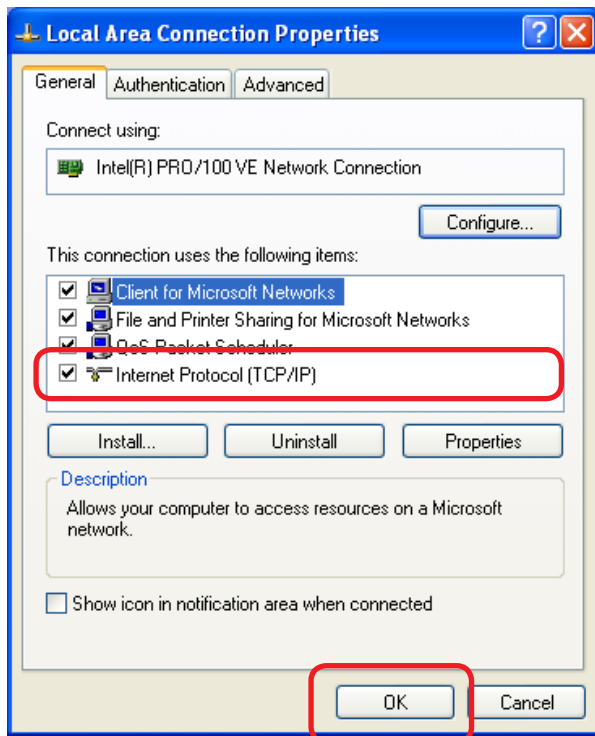 Local Area Connection Properties
General Authentication Advanced
Connect using:
Intel(R) PRO/100 VE Network Connection
Configure...
This connection uses the following items:
Client for Microsoft Networks
File and Printer Sharing for Microsoft Networks
QoS Packet Scheduler
Internet Protocol (TCP/IP)
Install... Uninstall Properties
Description
Allows your computer to access resources on a Microsoft
network.
Show icon in notification area when connected
OK Cancel